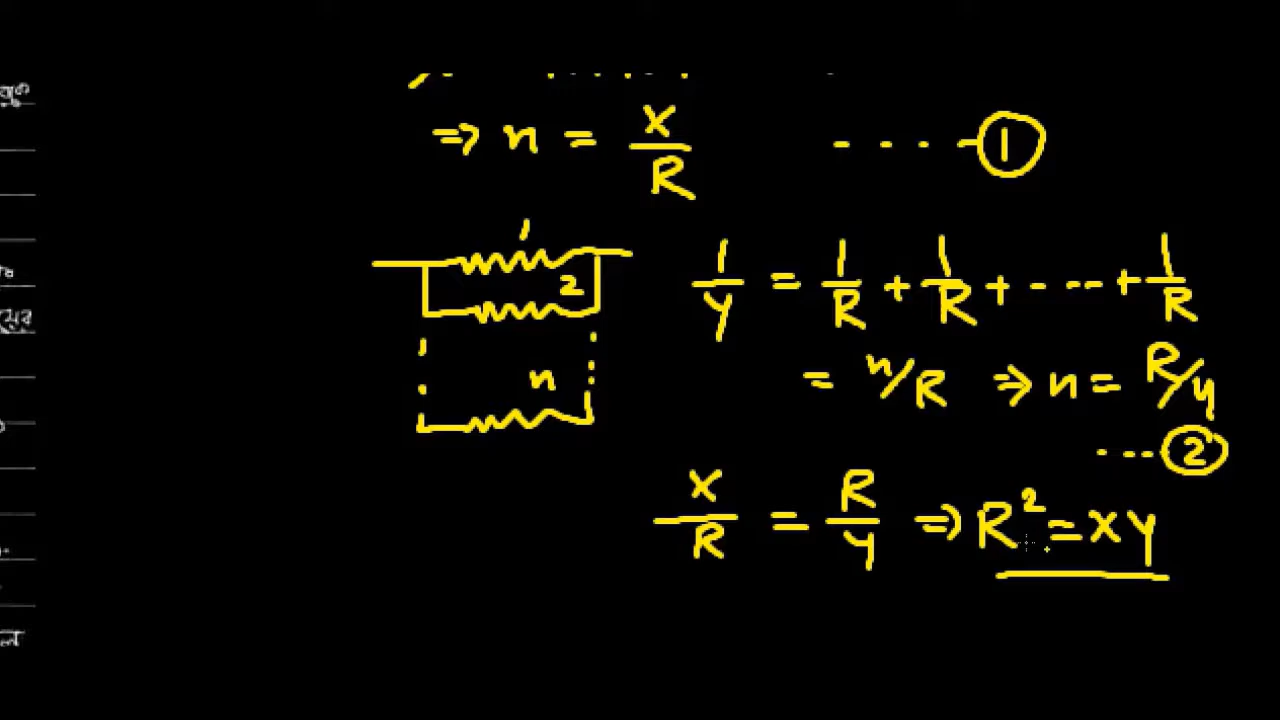 ⇒ n = X/R ....①
1
2
n
1/Y = 1/R + 1/R + ..... + 1/R
= n/R ⇒ n = R/y
...②
X/R = R/Y ⇒ R² = XY